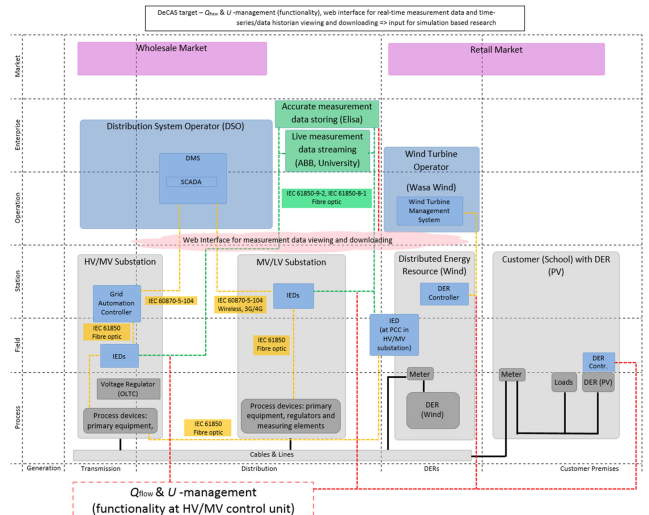 DeCAS target – Qflow & U -management (functionality), web interface for real-time measurement data and time-
series/data historian viewing and downloading => input for simulation based research
Market
Wholesale Market
Retail Market
Enterprise
Distribution System Operator (DSO)
Accurate measurement
data storing (Elisa)
Live measurement
data streaming
(ABB, University)
DMS
SCADA
Operation
IEC 61850-9-2, IEC 61850-8-1
Fibre optic
Wind Turbine
Operator
(Wasa Wind)
Wind Turbine
Management
System
Web Interface for measurement data viewing and downloading
Station
HV/MV Substation
MV/LV Substation
Distributed Energy
Resource (Wind)
Customer (School) with DER
(PV)
Grid
Automation
Controller
IEC 60870-5-104
IEC 60870-5-104
Wireless, 3G/4G
IEDs
DER
Controller
Field
IEC 61850
Fibre optic
IEDs
IEC 61850
Fibre optic
IED
(at PCC in
HV/MV
substation)
DER
Contr.
Process
Voltage Regulator
(OLTC)
Process devices:
primary equipment,
Process devices: primary
equipment, regulators and
measuring elements
Meter
DER
(Wind)
Meter
Loads
DER (PV)
IEC 61850
Fibre optic
Cables & Lines
Generation
Transmission
Distribution
DERs
Customer Premises
Qflow & U -management
(functionality at HV/MV control unit)